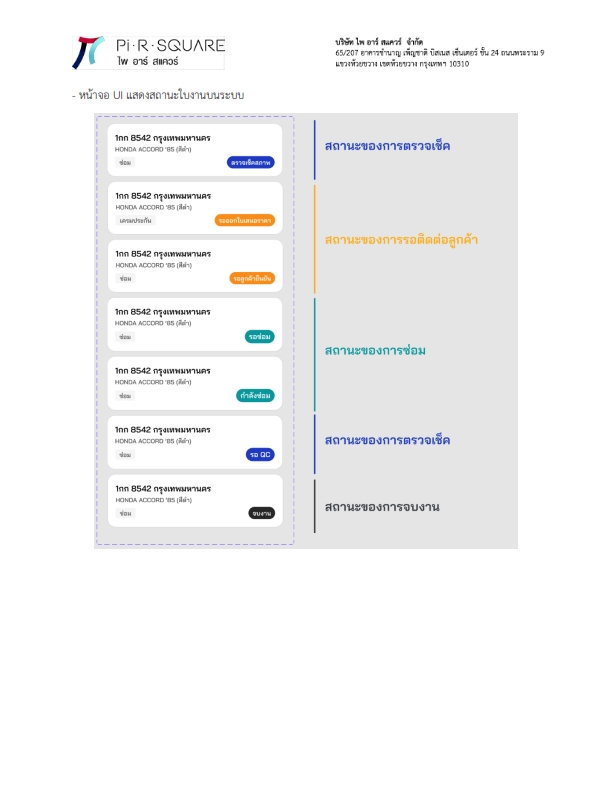 Pi·R·SQUARE
ไพ อาร์ สแควร์
บริษัท ไพ อาร์ สแควร์ จำกัด
65/207 อาคารชำนาญ เพ็ญชาติ บิสเนส เซ็นเตอร์ ชั้น 24 ถนนพระราม 9
แขวงห้วยขวาง เขตห้วยขวาง กรุงเทพฯ 10310
- หน้าจอ UI แสดงสถานะใบงานบนระบบ
1กก 8542 กรุงเทพมหานคร
HONDA ACCORD '85 (สีดำ)
ซ่อม
ตรวจเช็คสภาพ
สถานะของการตรวจเช็ค
1กก 8542 กรุงเทพมหานคร
HONDA ACCORD '85 (สีดำ)
เคลมประกัน
รอออกใบเสนอราคา
สถานะของการรอติดต่อลูกค้า
1กก 8542 กรุงเทพมหานคร
HONDA ACCORD '85 (สีดำ)
ซ่อม
รอลูกค้ายืนยัน
1กก 8542 กรุงเทพมหานคร
HONDA ACCORD '85 (สีดำ)
ซ่อม
รอซ่อม
สถานะของการซ่อม
1กก 8542 กรุงเทพมหานคร
HONDA ACCORD '85 (สีดำ)
ซ่อม
กำลังซ่อม
1กก 8542 กรุงเทพมหานคร
HONDA ACCORD '85 (สีดำ)
ซ่อม
รอ QC
สถานะของการตรวจเช็ค
1กก 8542 กรุงเทพมหานคร
HONDA ACCORD '85 (สีดำ)
ซ่อม
จบงาน
สถานะของการจบงาน